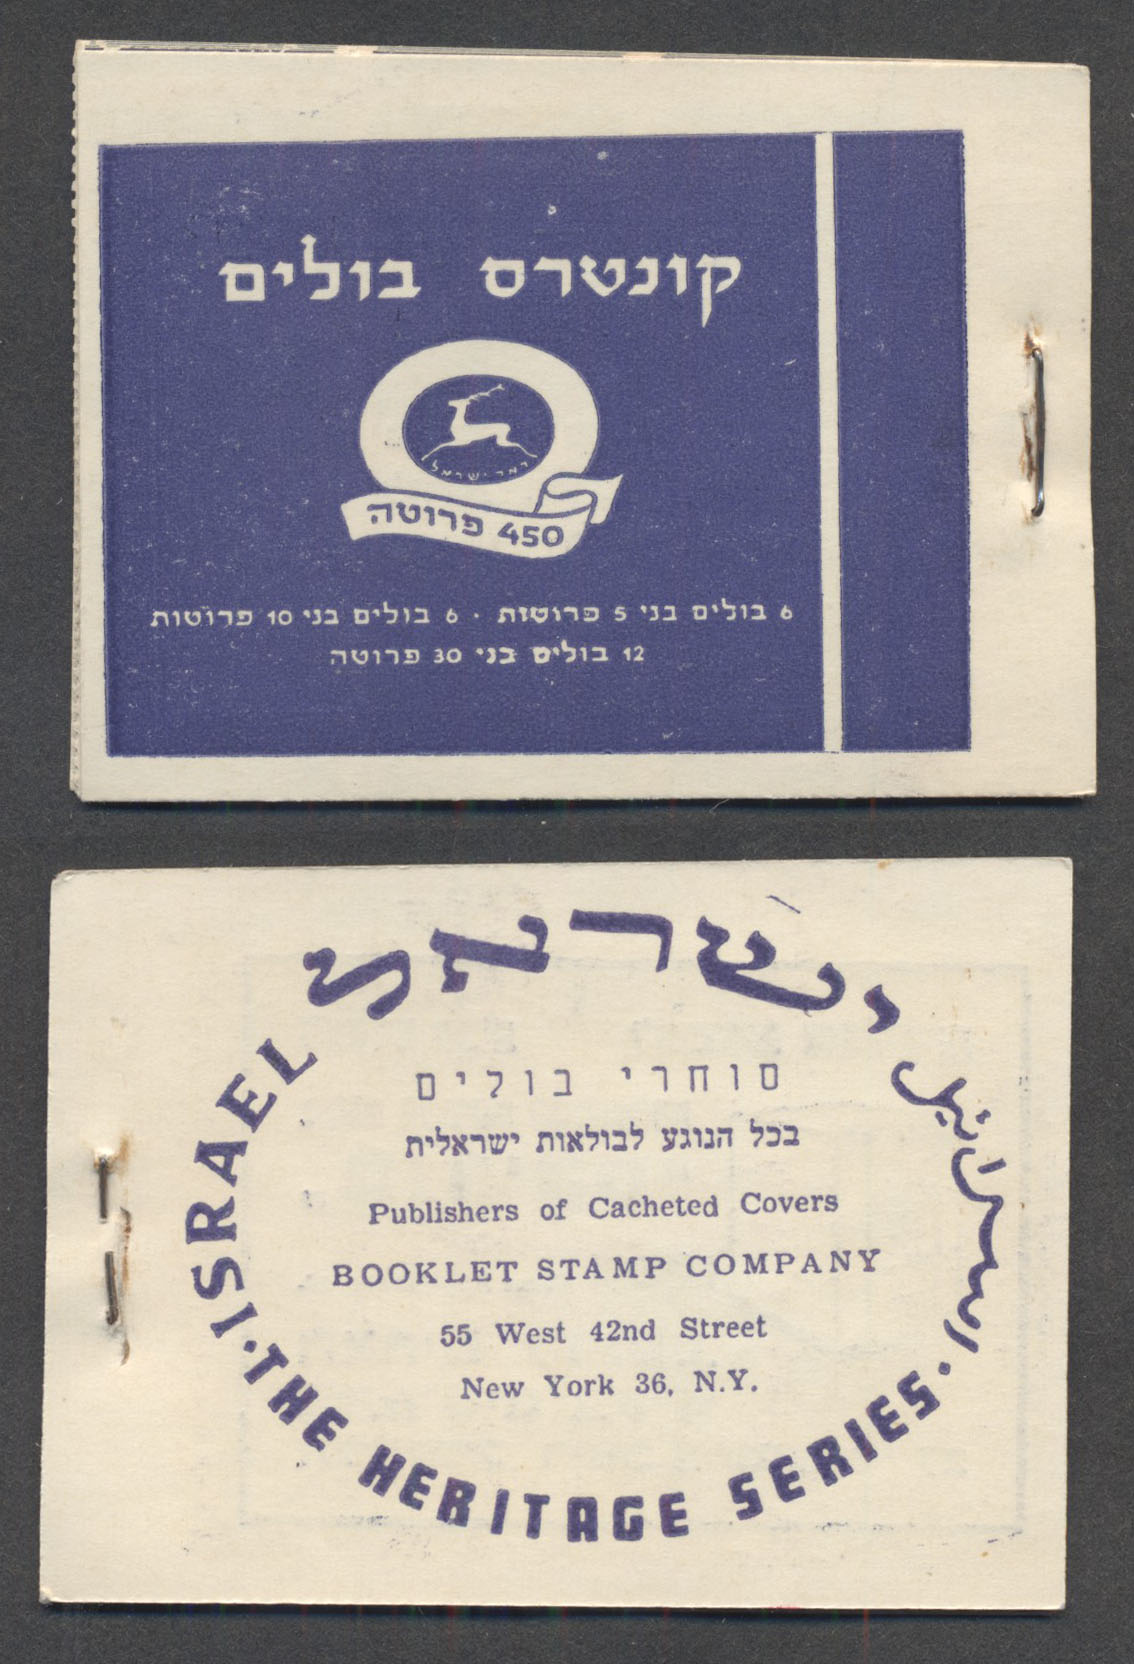 קונטרס בולים
דאר ישראל
450 פרוטה
6 בולים בני 5 פרוטות · 6 בולים בני 10 פרוטות
12 בולים בני 30 פרוטה
ישראל
اسرائيل
ISRAEL · THE HERITAGE SERIES ·
סוחרי בולים
בכל הנוגע לבולאות ישראלית
Publishers of Cacheted Covers
BOOKLET STAMP COMPANY
55 West 42nd Street
New York 36, N.Y.